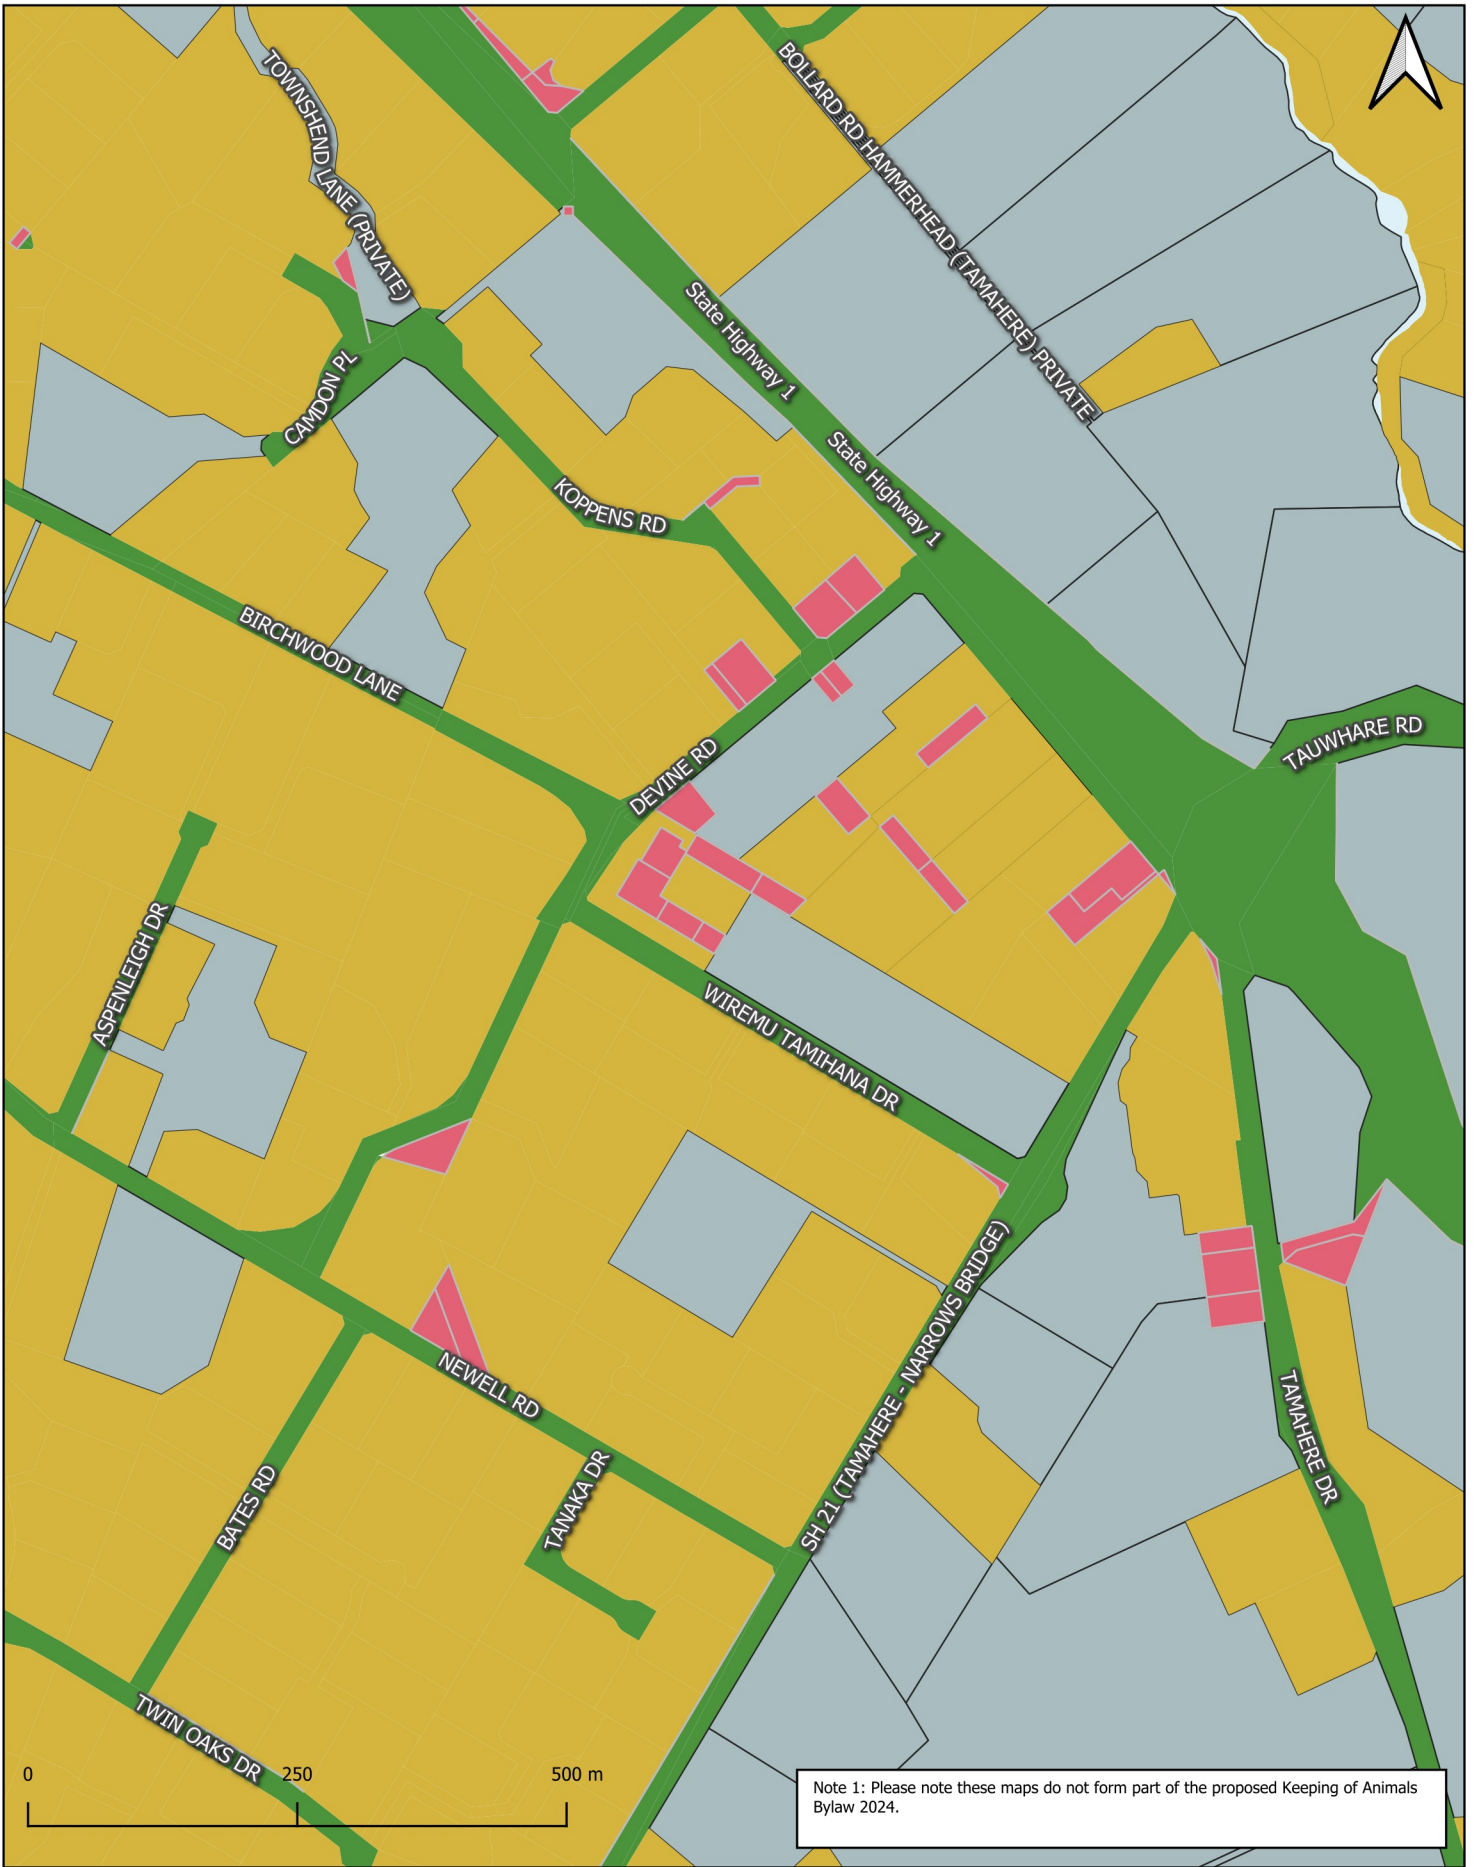 TOWNSHEND LANE (PRIVATE)
BOLLARD RD HAMMERHEAD (TAMAHERE) PRIVATE
State Highway 1
CAMDON PL
State Highway 1
KOPPENS RD
BIRCHWOOD LANE
TAUWHARE RD
DEVINE RD
ASPENLEIGH DR
WIREMU TAMIHANA DR
SH 21 (TAMAHERE - NARROWS BRIDGE)
NEWELL RD
TAMAHERE DR
TANAKA DR
BATES RD
TWIN OAKS DR
0 250 500 m
Note 1: Please note these maps do not form part of the proposed Keeping of Animals
Bylaw 2024.